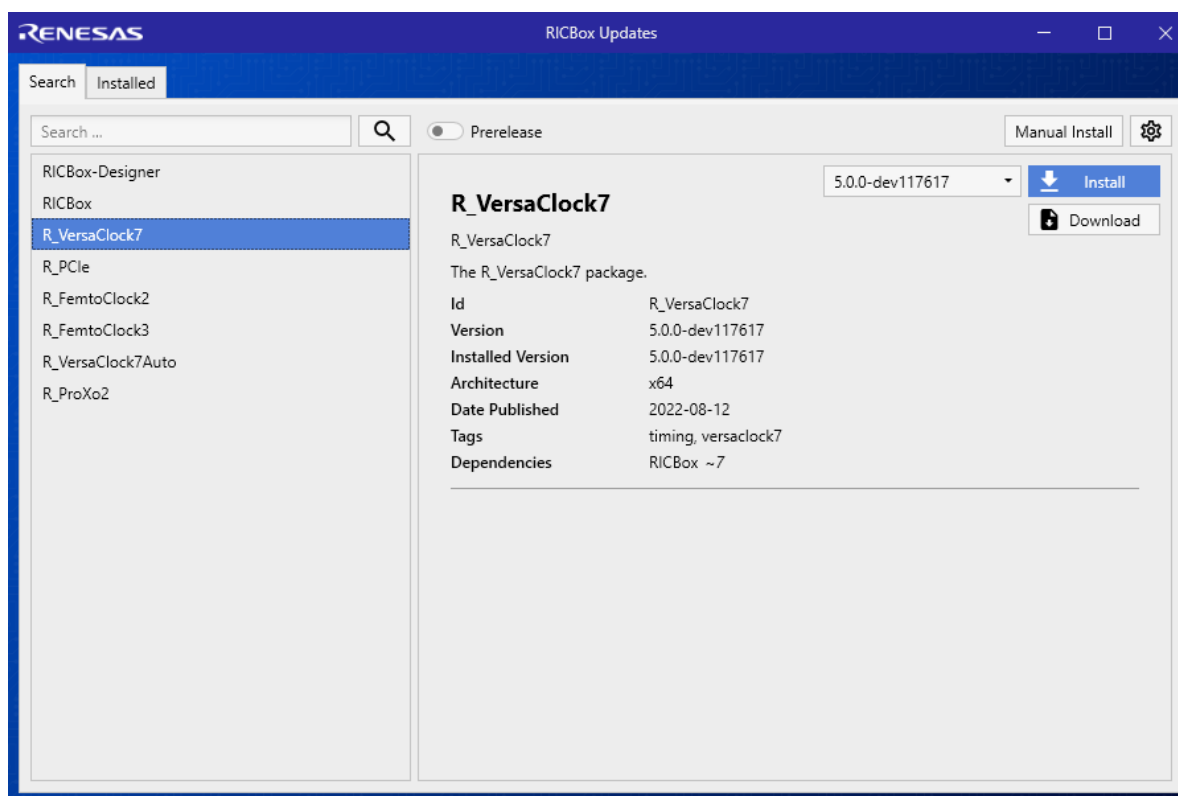 RENESAS
RICBox Updates
Search
Installed
Search ...
Prerelease
Manual Install
RICBox-Designer
RICBox
R_VersaClock7
R_PCIe
R_FemtoClock2
R_FemtoClock3
R_VersaClock7Auto
R_ProXo2
5.0.0-dev117617
Install
Download
R_VersaClock7
R_VersaClock7
The R_VersaClock7 package.
Id R_VersaClock7
Version 5.0.0-dev117617
Installed Version 5.0.0-dev117617
Architecture x64
Date Published 2022-08-12
Tags timing, versaclock7
Dependencies RICBox ~7